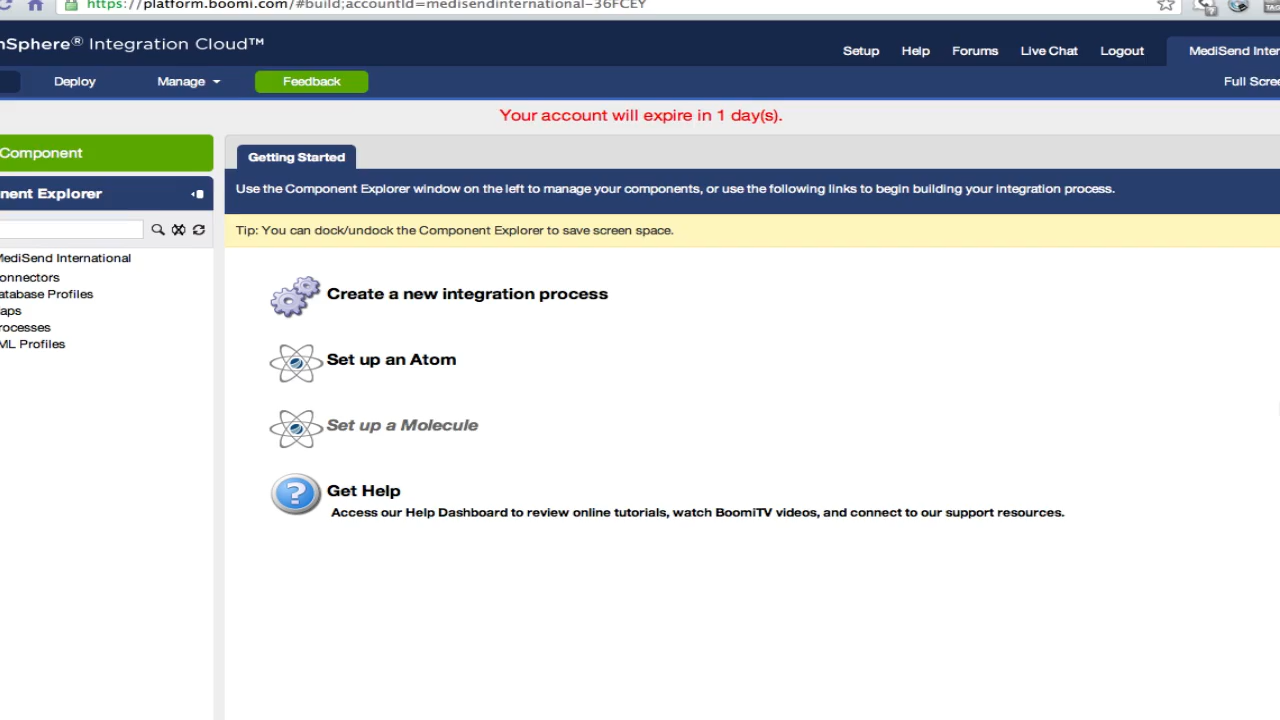 https://platform.boomi.com/#build;accountId=medisendinternational-36FCEY
nSphere® Integration Cloud™
Setup Help Forums Live Chat Logout MediSend Inter
Deploy Manage Feedback Full Scre
Your account will expire in 1 day(s).
Component
Getting Started
nent Explorer
Use the Component Explorer window on the left to manage your components, or use the following links to begin building your integration process.
Tip: You can dock/undock the Component Explorer to save screen space.
MediSend International
onnectors
atabase Profiles
aps
rocesses
ML Profiles
Create a new integration process
Set up an Atom
Set up a Molecule
Get Help
Access our Help Dashboard to review online tutorials, watch BoomiTV videos, and connect to our support resources.